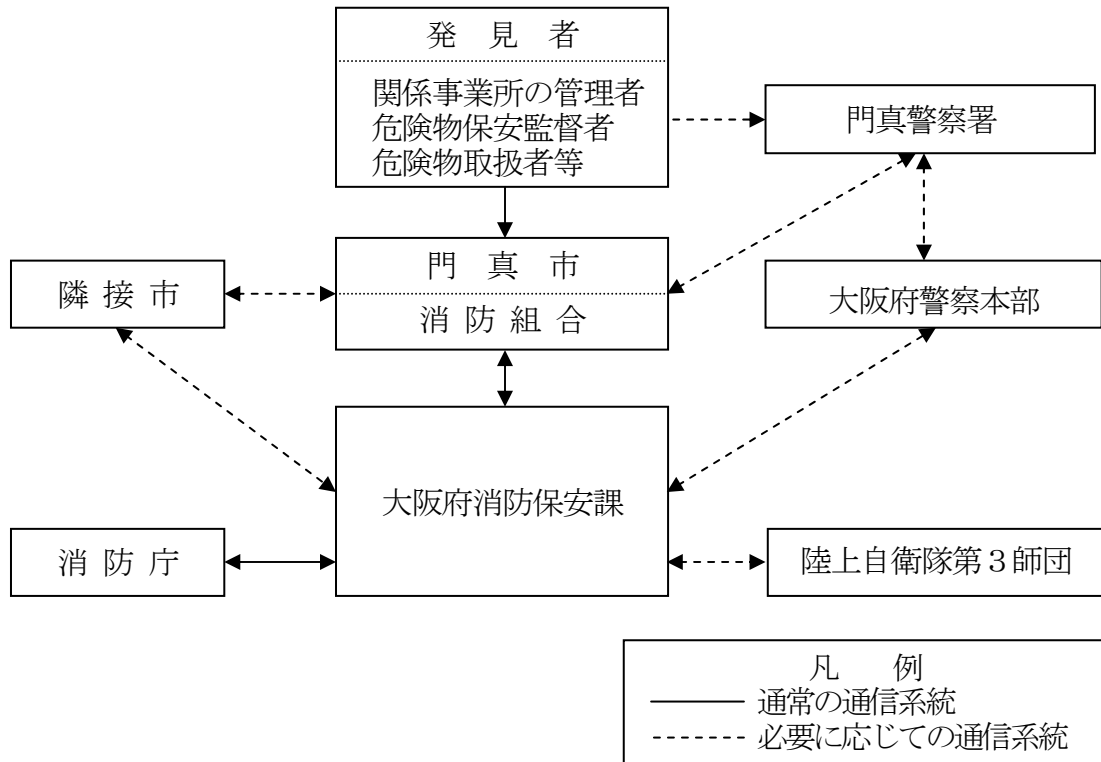 発 見 者
関係事業所の管理者
危険物保安監督者
危険物取扱者等
門真警察署
門 真 市
消 防 組 合
隣 接 市
大阪府警察本部
大阪府消防保安課
消 防 庁
陸上自衛隊第３師団
凡 例
通常の通信系統
必要に応じての通信系統